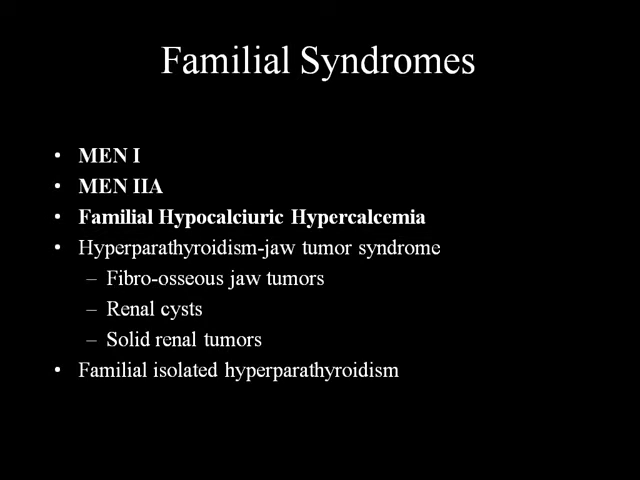 Familial Syndromes
• MEN I
• MEN IIA
• Familial Hypocalciuric Hypercalcemia
• Hyperparathyroidism-jaw tumor syndrome
– Fibro-osseous jaw tumors
– Renal cysts
– Solid renal tumors
• Familial isolated hyperparathyroidism